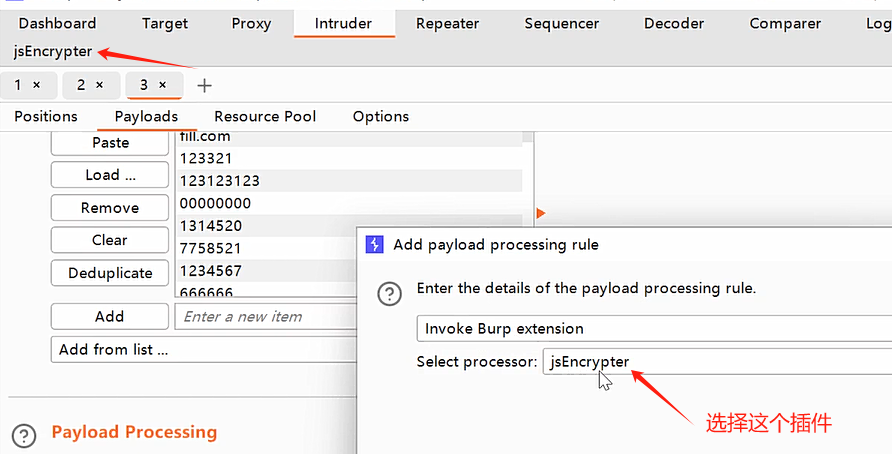 Dashboard Target Proxy Intruder Repeater Sequencer Decoder Comparer Log
jsEncrypter
1 × 2 × 3 × +
Positions Payloads Resource Pool Options
Paste
Load ...
Remove
Clear
Deduplicate
Add
Add from list ...
fill.com
123321
123123123
00000000
1314520
7758521
1234567
666666
Enter a new item
Add payload processing rule
Enter the details of the payload processing rule.
Invoke Burp extension
Select processor: jsEncrypter
选择这个插件
Payload Processing